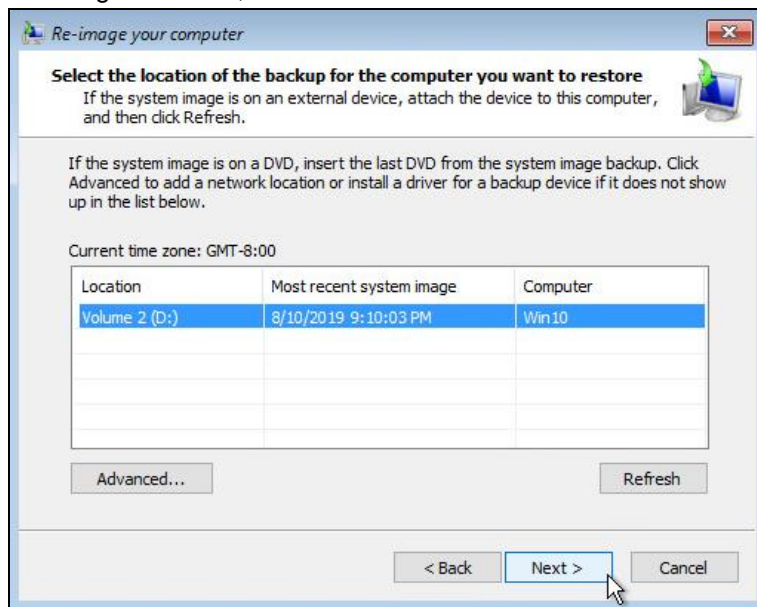 Re-image your computer
Select the location of the backup for the computer you want to restore
If the system image is on an external device, attach the device to this computer,
and then click Refresh.
If the system image is on a DVD, insert the last DVD from the system image backup. Click
Advanced to add a network location or install a driver for a backup device if it does not show
up in the list below.
Current time zone: GMT-8:00
Location Most recent system image Computer
Volume 2 (D:) 8/10/2019 9:10:03 PM Win10
Advanced... Refresh
< Back Next > Cancel